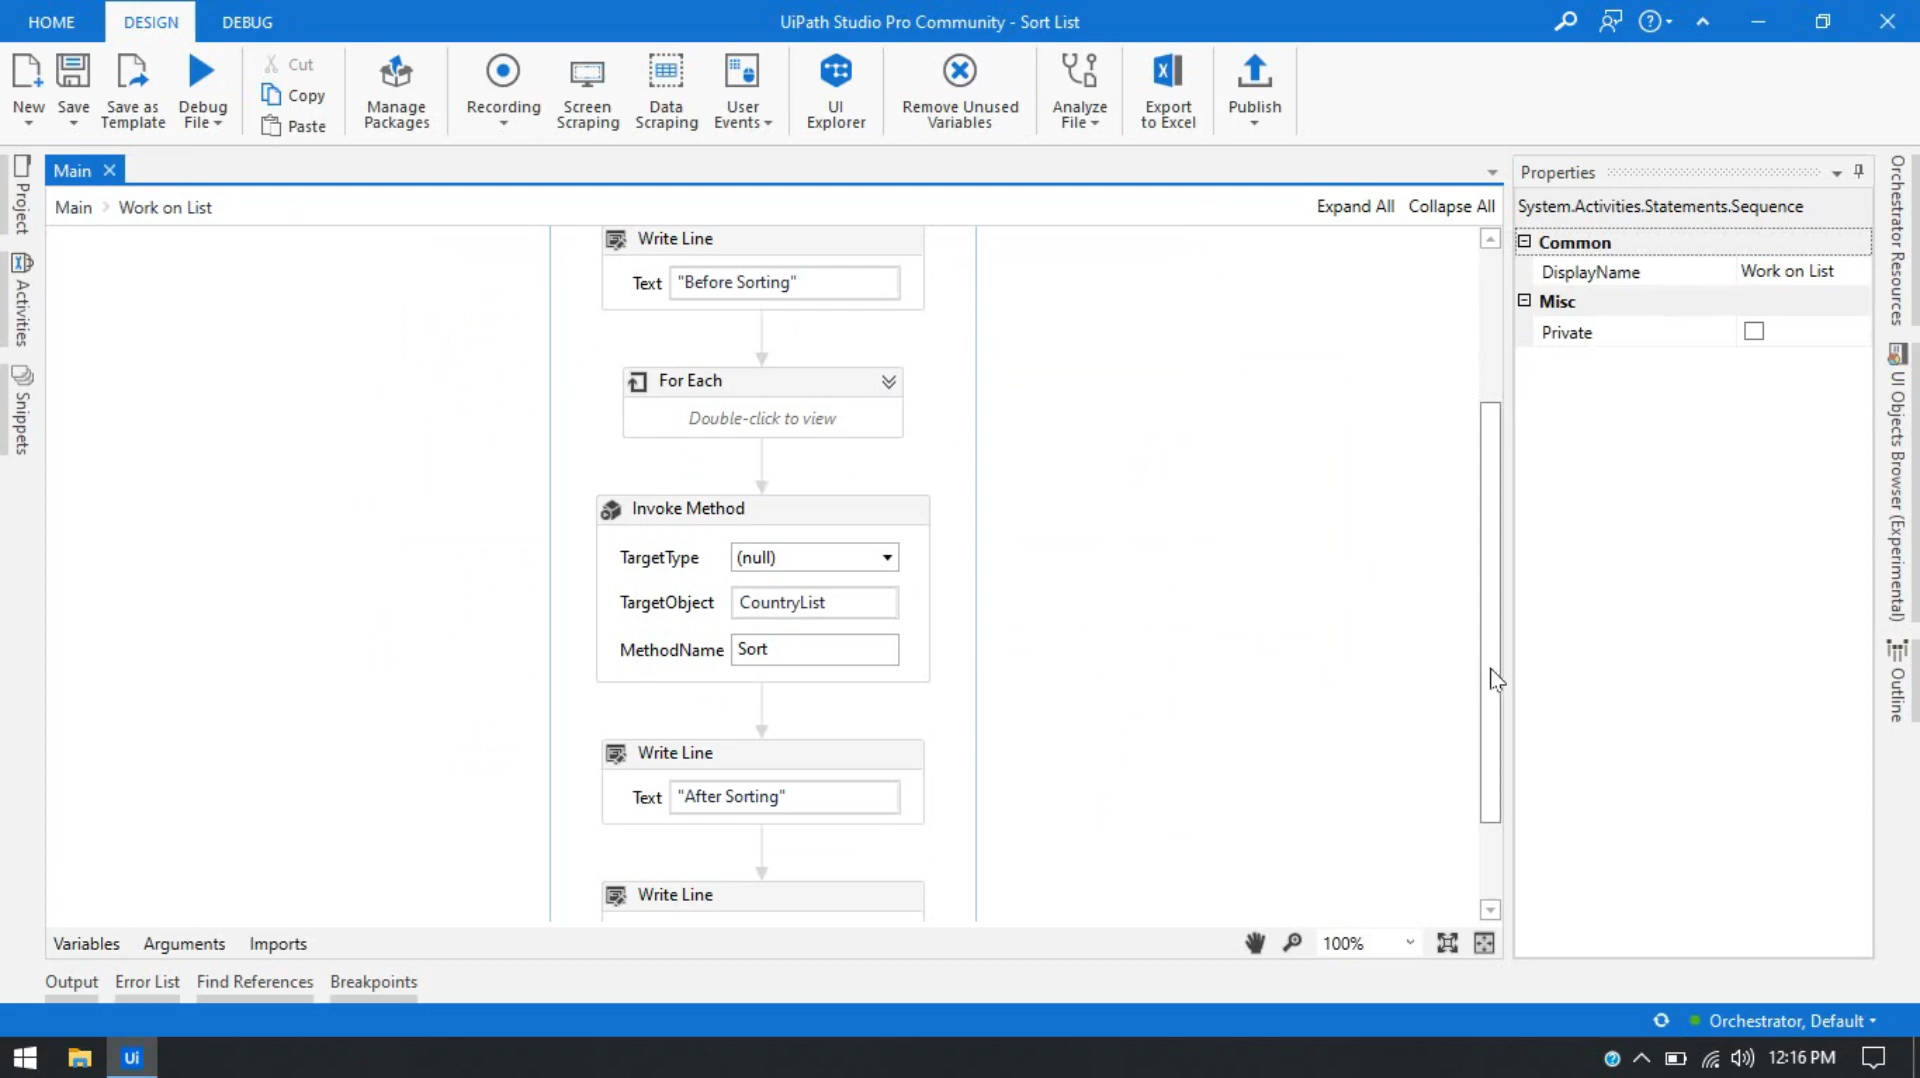 HOME
DESIGN
DEBUG
UiPath Studio Pro Community - Sort List
New
Save
Save as
Template
Debug
File
Cut
Copy
Paste
Manage
Packages
Recording
Screen
Scraping
Data
Scraping
User
Events
UI
Explorer
Remove Unused
Variables
Analyze
File
Export
to Excel
Publish
Project
Activities
Snippets
Main
Main
Work on List
Expand All
Collapse All
Write Line
Text
"Before Sorting"
For Each
Double-click to view
Invoke Method
TargetType
(null)
TargetObject
CountryList
MethodName
Sort
Write Line
Text
"After Sorting"
Write Line
Variables
Arguments
Imports
100%
Properties
System.Activities.Statements.Sequence
Common
DisplayName
Work on List
Misc
Private
Orchestrator Resources
UI Objects Browser (Experimental)
Outline
Output
Error List
Find References
Breakpoints
Orchestrator, Default
Ui
12:16 PM